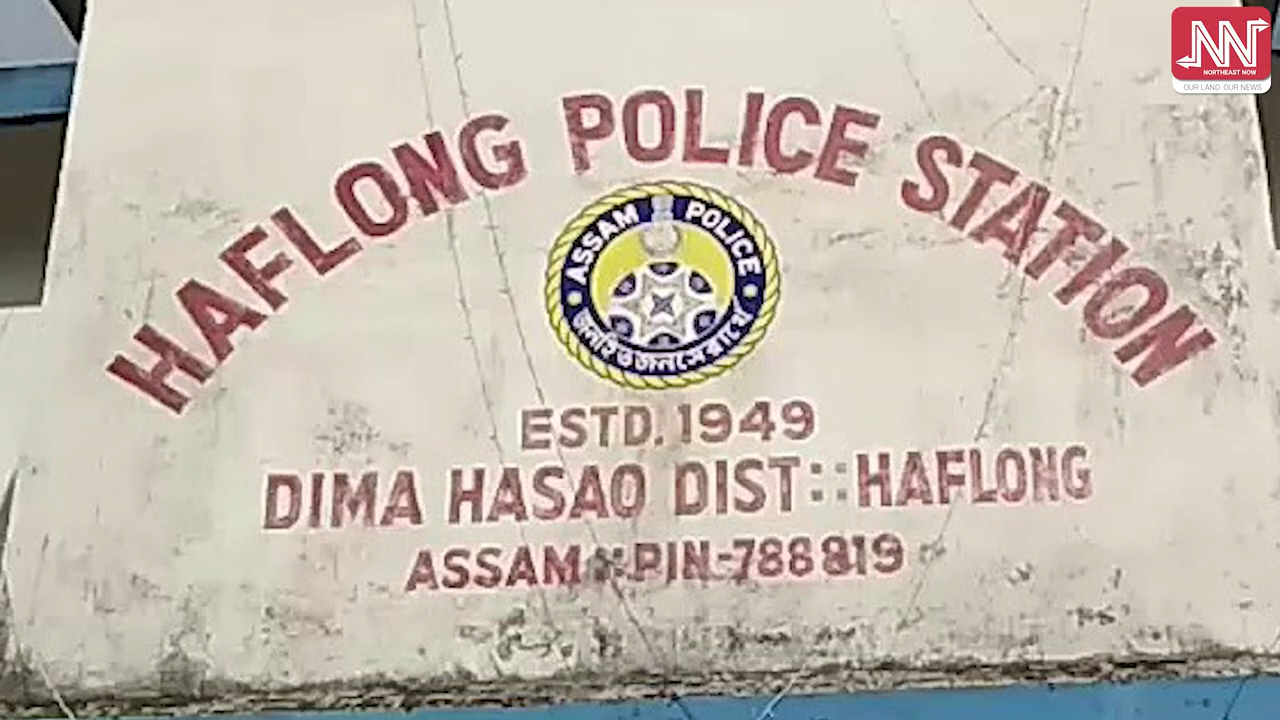 NN
NORTHEAST NOW
OUR LAND OUR NEWS
HAFLONG POLICE STATION
ASSAM POLICE
ESTD. 1949
DIMA HASAO DIST::HAFLONG
ASSAM::PIN-788819